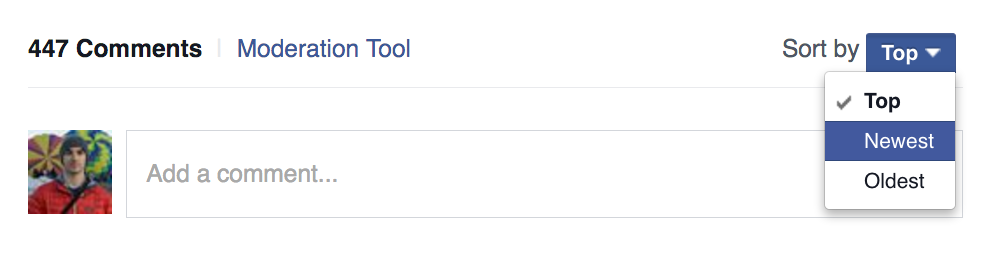 447 Comments Moderation Tool Sort by Top
Top
Newest
Add a comment...
Oldest